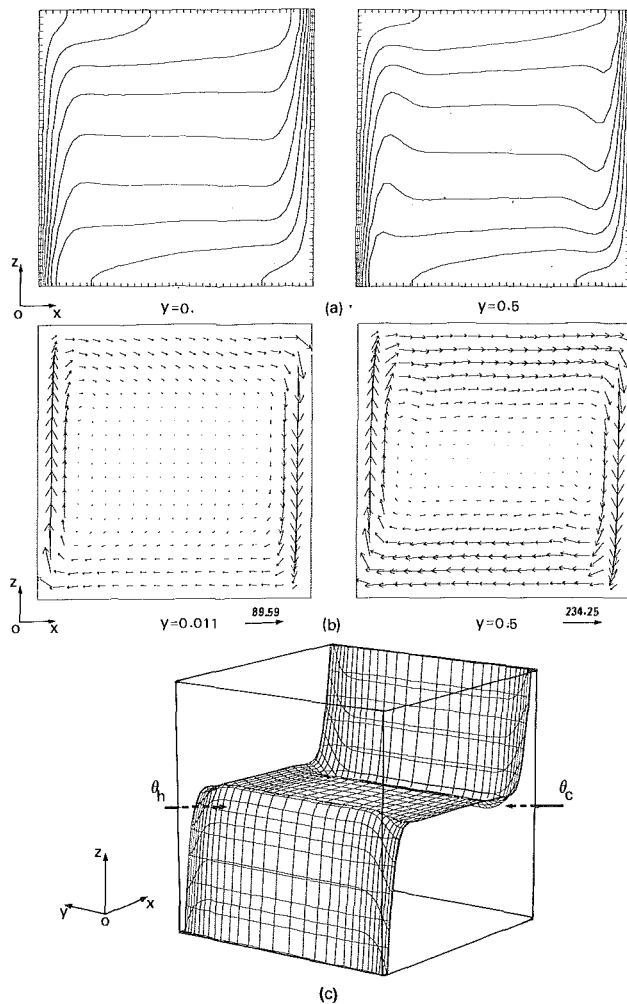 z
o x
y=0.
(a)
y=0.5
z
o x
y=0.011
89.59
(b)
y=0.5
234.25
θh
θc
z
y
o
x
(c)